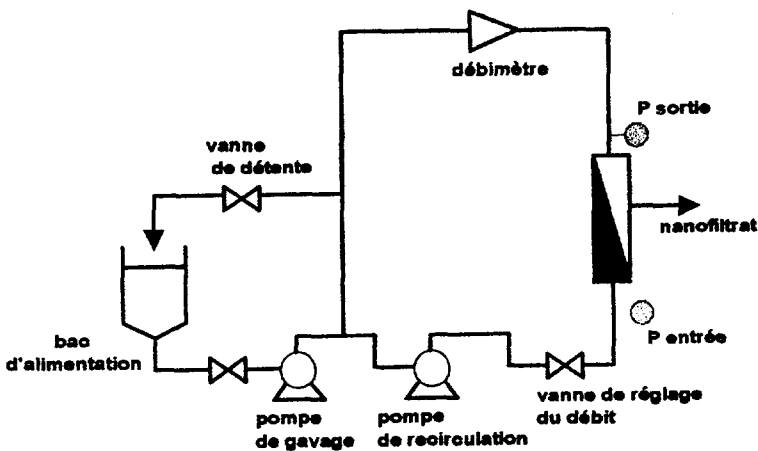 débimètre
P sortie
vanne
de détente
nanofiltrat
bac
d'alimentation
P entrée
vanne de réglage
du débit
pompe
de gavage
pompe
de recirculation